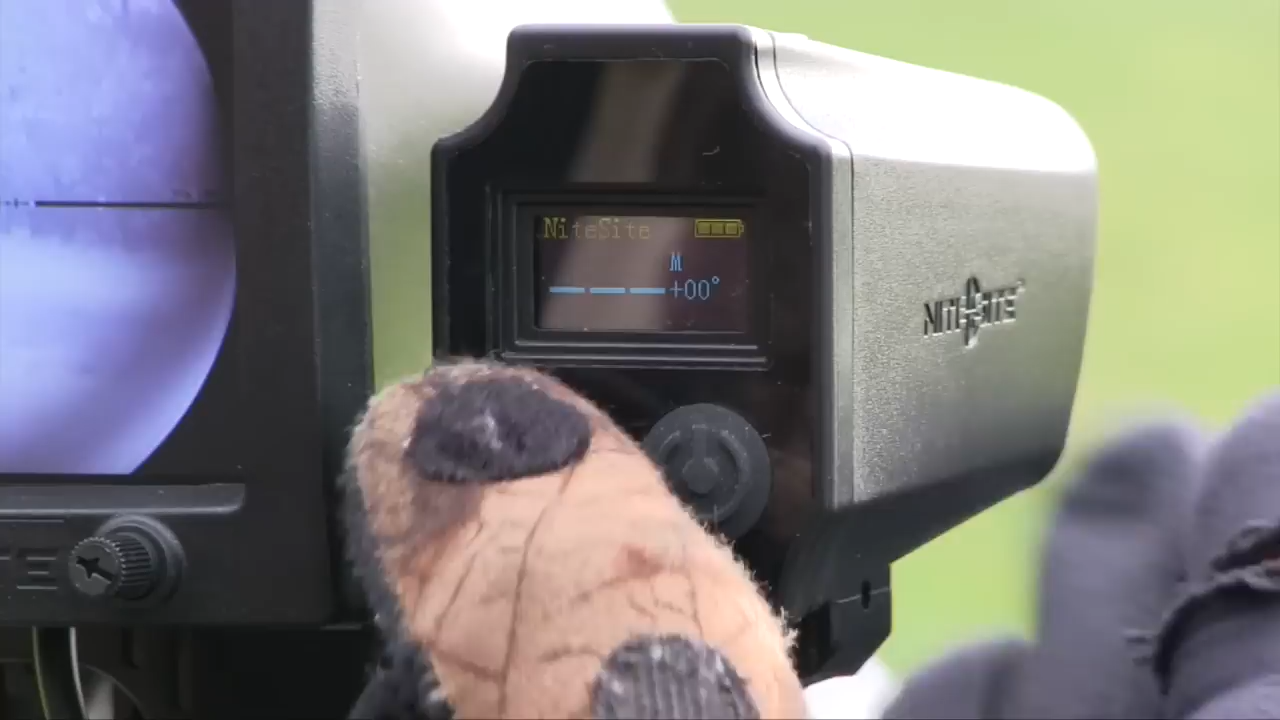 NiteSite
M
— — — +00°
NITESITE